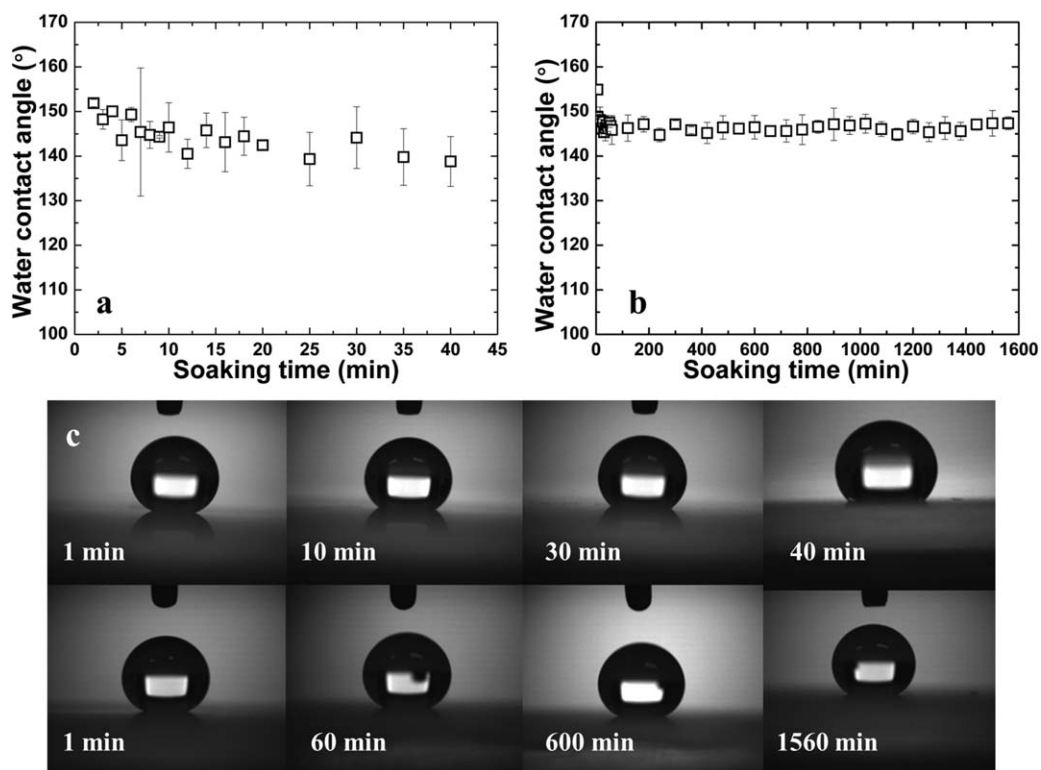 170
160
150
140
130
120
110
100
Water contact angle (°)
a
0 5 10 15 20 25 30 35 40 45
Soaking time (min)
170
160
150
140
130
120
110
100
Water contact angle (°)
b
0 200 400 600 800 1000 1200 1400 1600
Soaking time (min)
c
1 min
10 min
30 min
40 min
1 min
60 min
600 min
1560 min